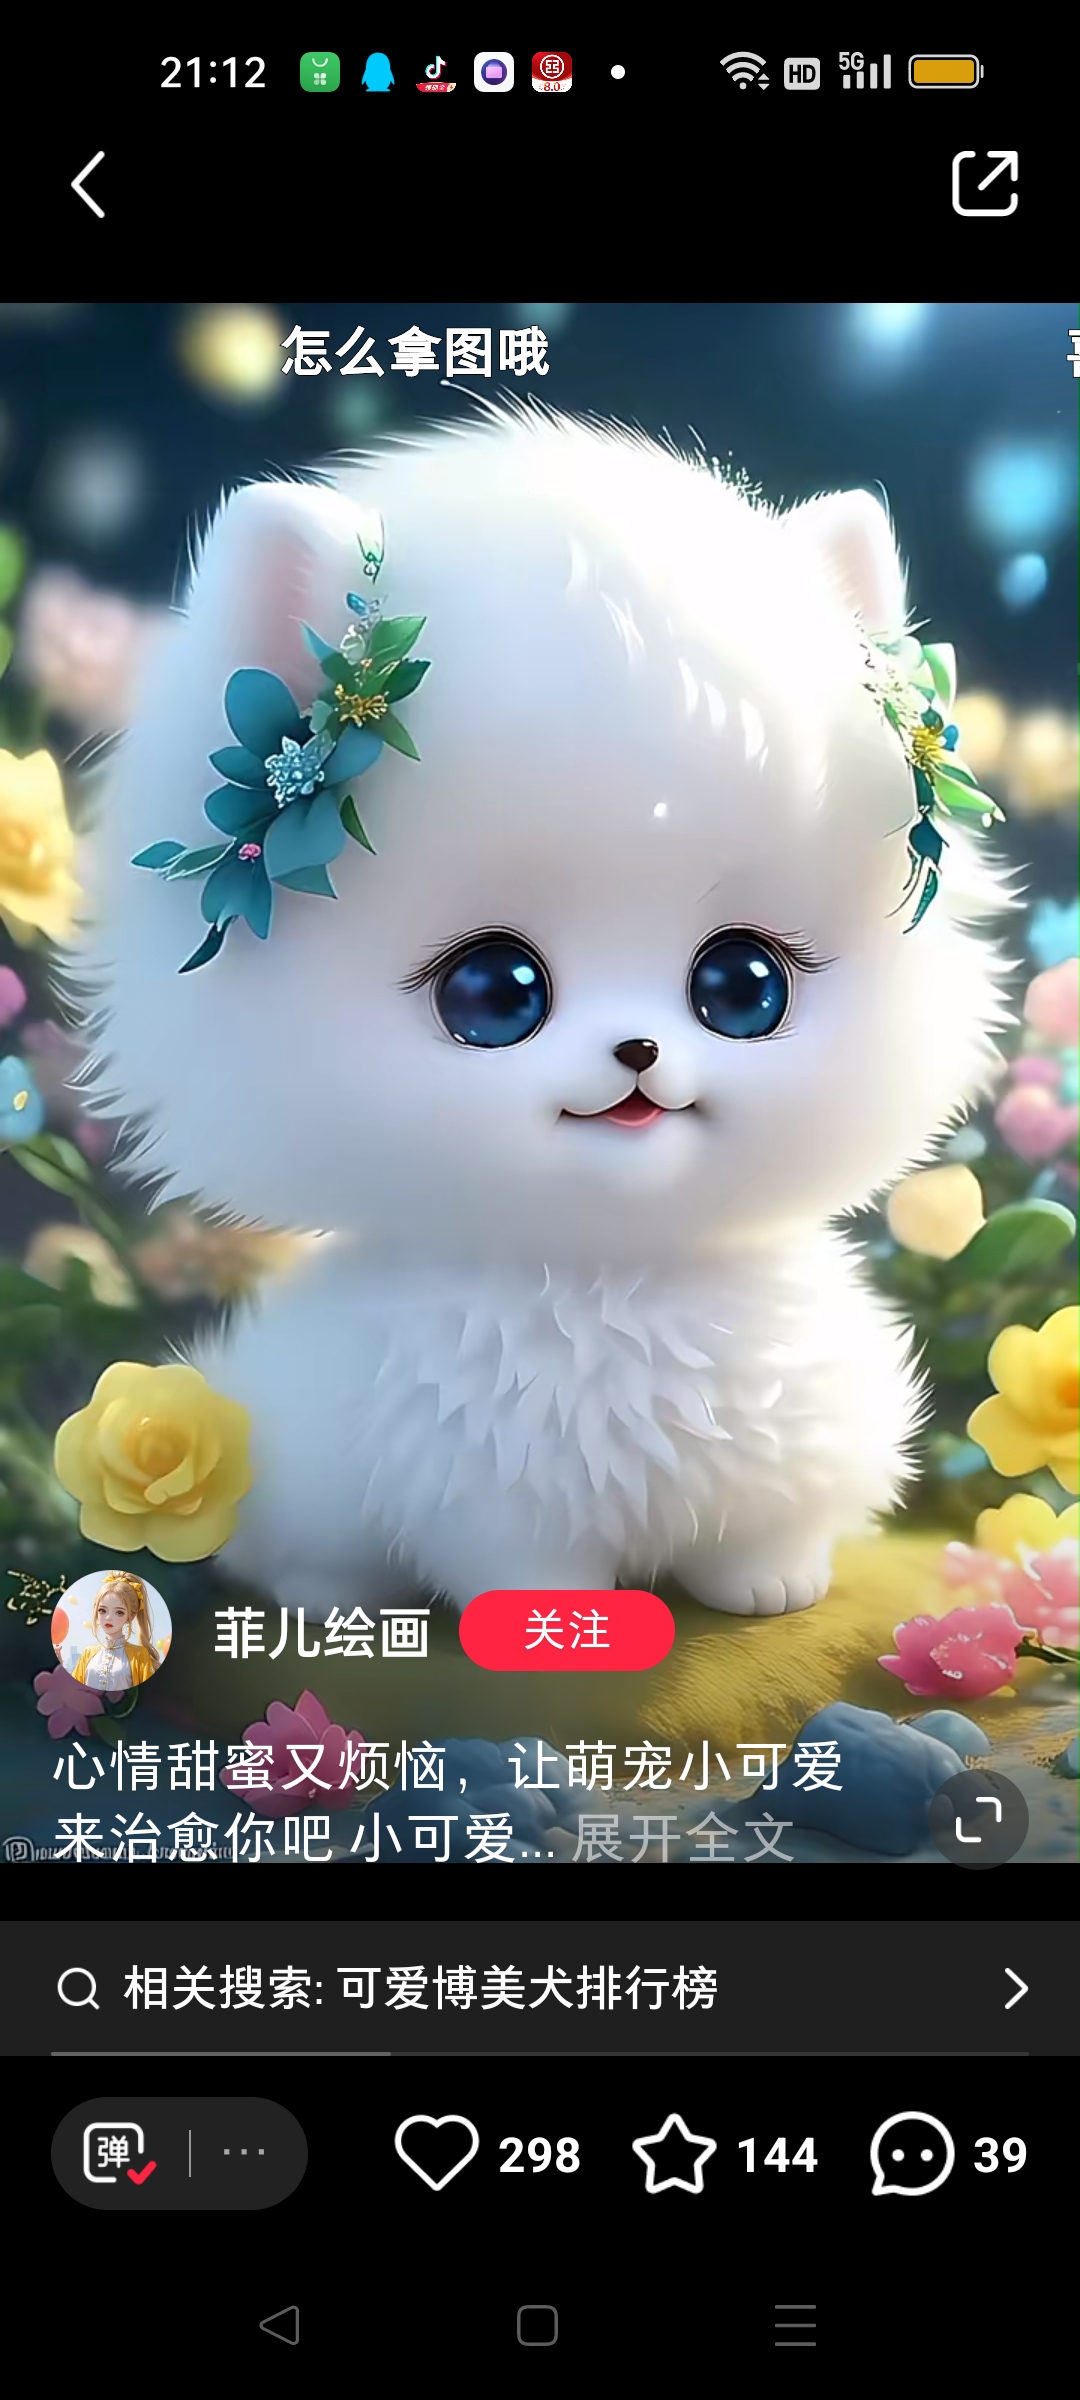 21:12
HD
5G
8.0
怎么拿图哦
菲儿绘画
关注
心情甜蜜又烦恼，让萌宠小可爱
来治愈你吧 小可爱... 展开全文
相关搜索: 可爱博美犬排行榜
弹
298
144
39